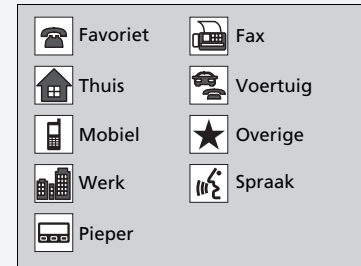 Favoriet
Fax
Thuis
Voertuig
Mobiel
Overige
Werk
Spraak
Pieper